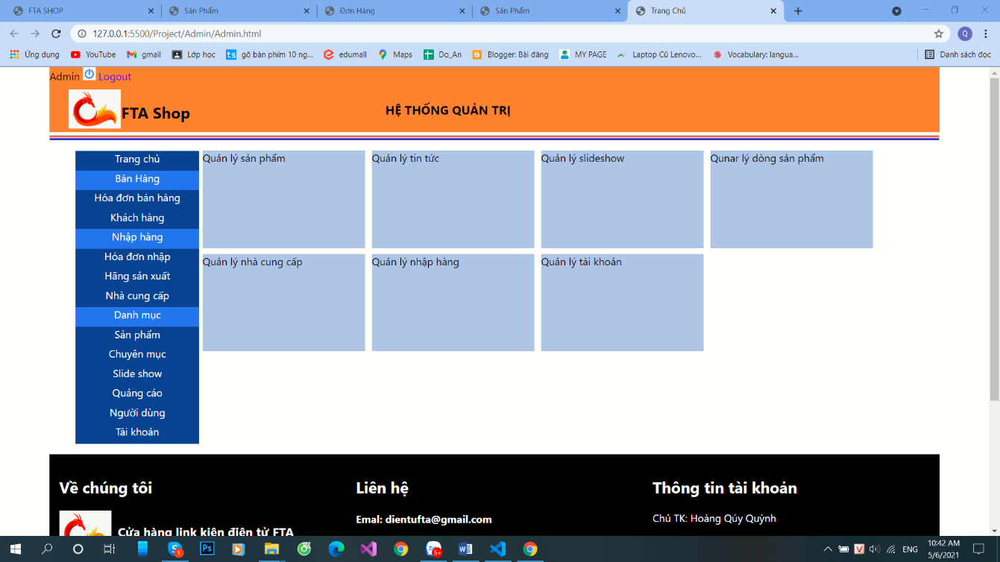 FTA SHOP
Sản Phẩm
Đơn Hàng
Sản Phẩm
Trang Chủ
127.0.0.1:5500/Project/Admin/Admin.html
Q
Ứng dụng
YouTube
gmail
Lớp học
ts
gõ bàn phím 10 ng...
edumall
Maps
Do_An
Blogger: Bài đăng
MY PAGE
Laptop Cũ Lenovo...
Vocabulary: langua...
Danh sách đọc
Admin Logout
FTA Shop
HỆ THỐNG QUẢN TRỊ
Trang chủ
Bán Hàng
Hóa đơn bán hàng
Khách hàng
Nhập hàng
Hóa đơn nhập
Hãng sản xuất
Nhà cung cấp
Danh mục
Sản phẩm
Chuyên mục
Slide show
Quảng cáo
Người dùng
Tài khoản
Quản lý sản phẩm
Quản lý tin tức
Quản lý slideshow
Qunar lý dòng sản phẩm
Quản lý nhà cung cấp
Quản lý nhập hàng
Quản lý tài khoản
Về chúng tôi
Cửa hàng link kiện điện tử FTA
Liên hệ
Emal: dientufta@gmail.com
Thông tin tài khoản
Chủ TK: Hoàng Qúy Quỳnh
1
Ps
5+
V
ENG
10:42 AM
5/6/2021